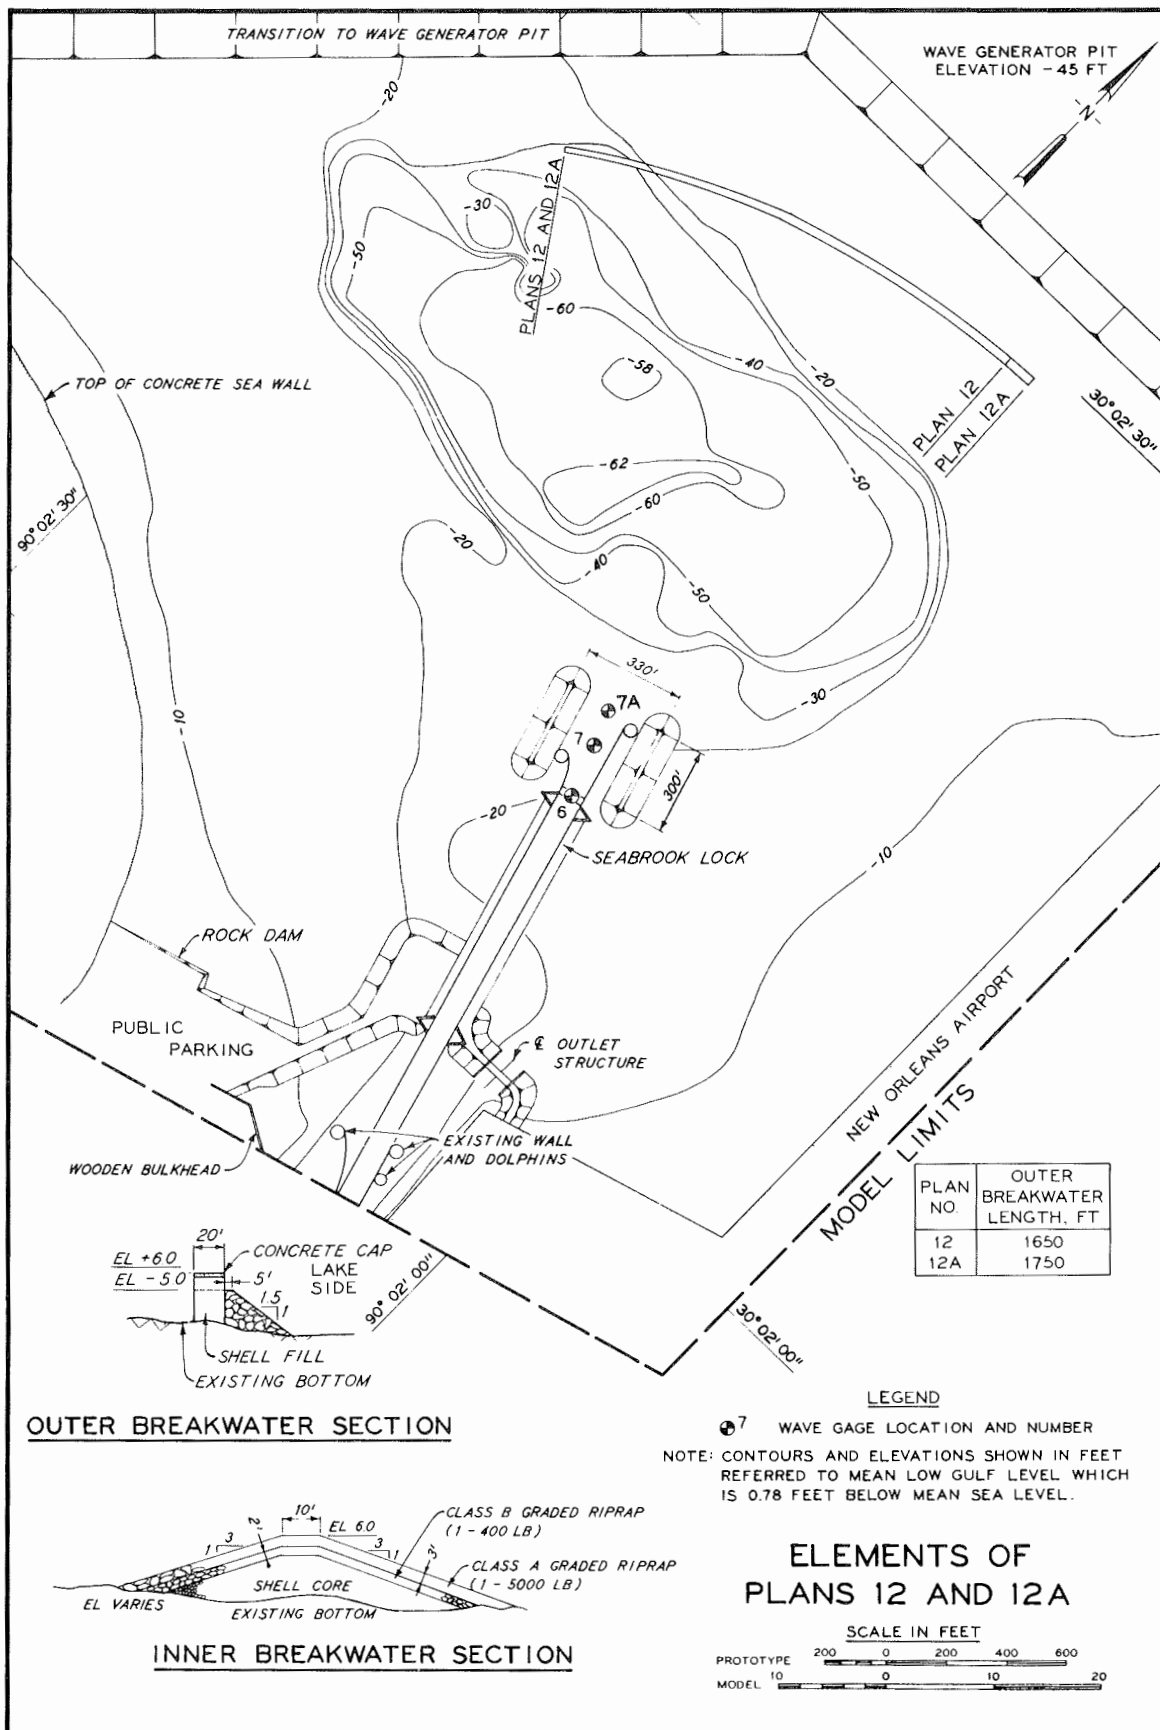 TRANSITION TO WAVE GENERATOR PIT
WAVE GENERATOR PIT
ELEVATION -45 FT
N
-20
PLANS 12 AND 12A
-30
-50
-60
-58
-40
-20
TOP OF CONCRETE SEA WALL
PLAN 12
PLAN 12A
30° 02' 30"
-62
-50
-60
90° 02' 30"
-20
-40
-50
330'
7A
-30
-10
7
300'
6
-20
SEABROOK LOCK
-10
ROCK DAM
NEW ORLEANS AIRPORT
PUBLIC
PARKING
℄ OUTLET
STRUCTURE
MODEL LIMITS
EXISTING WALL
AND DOLPHINS
WOODEN BULKHEAD
PLAN NO. OUTER BREAKWATER LENGTH, FT
12 1650
12A 1750
20'
EL +6.0
CONCRETE CAP
LAKE
SIDE
EL -5.0
5'
1.5
1
90° 02' 00"
30° 02' 00"
SHELL FILL
EXISTING BOTTOM
OUTER BREAKWATER SECTION
LEGEND
7 WAVE GAGE LOCATION AND NUMBER
NOTE: CONTOURS AND ELEVATIONS SHOWN IN FEET
REFERRED TO MEAN LOW GULF LEVEL WHICH
IS 0.78 FEET BELOW MEAN SEA LEVEL.
10'
EL 6.0
CLASS B GRADED RIPRAP
(1 - 400 LB)
3
1
2'
3
1
3'
CLASS A GRADED RIPRAP
(1 - 5000 LB)
SHELL CORE
EL VARIES
EXISTING BOTTOM
INNER BREAKWATER SECTION
ELEMENTS OF
PLANS 12 AND 12A
SCALE IN FEET
PROTOTYPE 200 0 200 400 600
MODEL 10 0 10 20